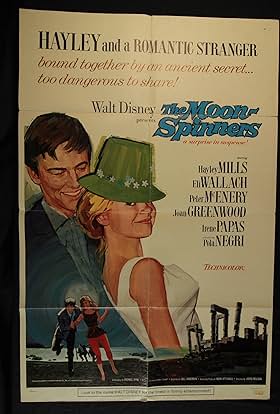 HAYLEY and a ROMANTIC STRANGER
bound together by an ancient secret...
too dangerous to share!
Walt Disney
presents
The Moon-
Spinners
a surprise in suspense!
starring
Hayley MILLS
Eli WALLACH
Peter McENERY
Joan GREENWOOD
Irene PAPAS
Pola NEGRI
TECHNICOLOR